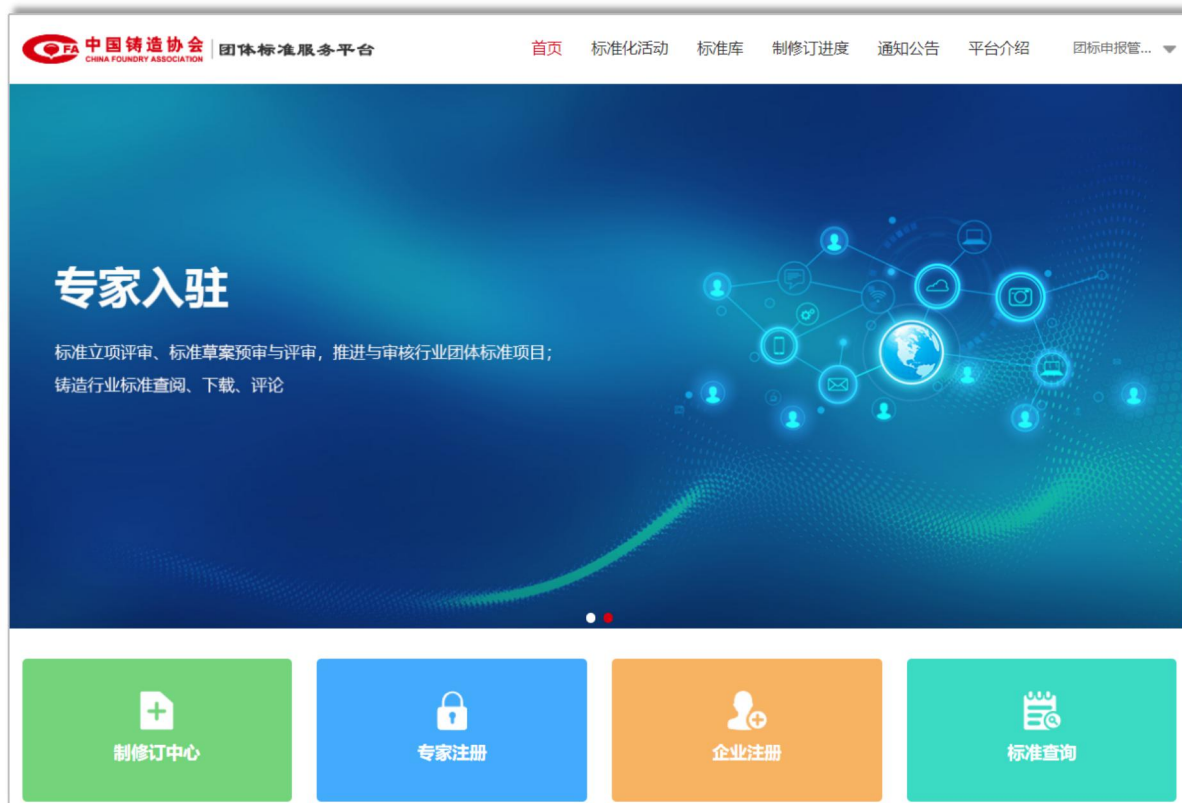 FA 中国铸造协会 团体标准服务平台
CHINA FOUNDRY ASSOCIATION
首页 标准化活动 标准库 制修订进度 通知公告 平台介绍 团标申报管...
专家入驻
标准立项评审、标准草案预审与评审，推进与审核行业团体标准项目；
铸造行业标准查阅、下载、评论
制修订中心 专家注册 企业注册 标准查询